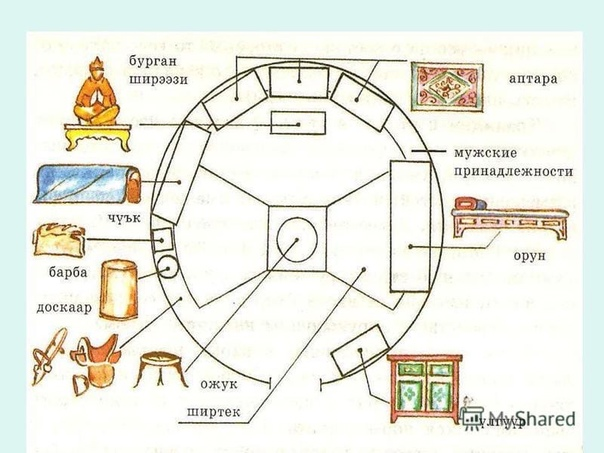 бурган
ширээзи
аптара
мужские
принадлежности
чүък
орун
барба
доскаар
ожук
ширтек
MyShared